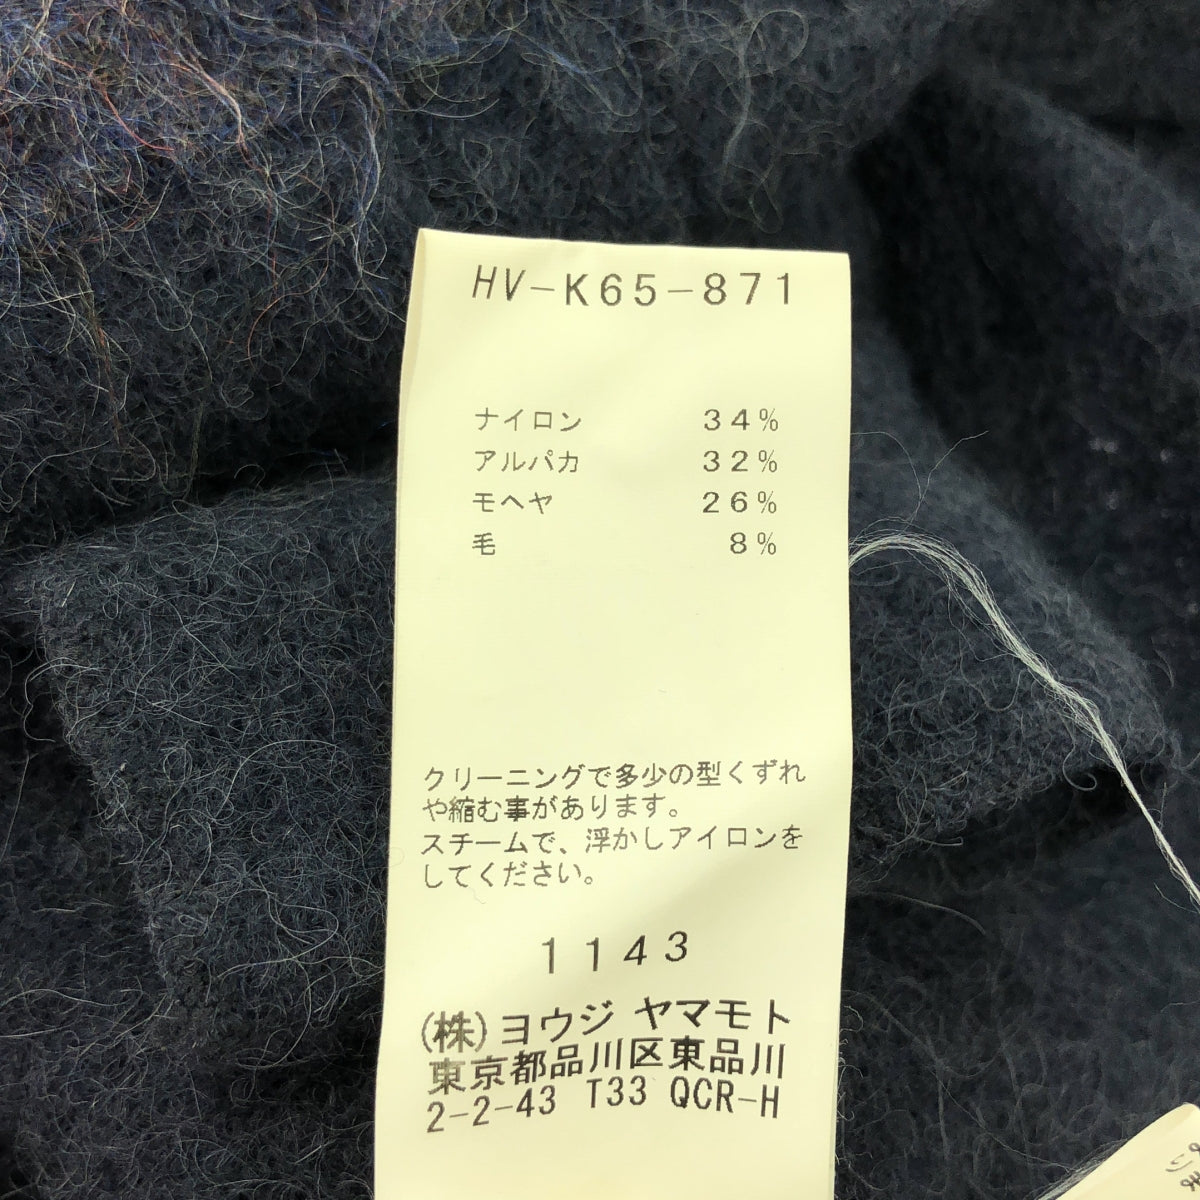 HV-K65-871
ナイロン 34%
アルパカ 32%
モヘヤ 26%
毛 8%
クリーニングで多少の型くずれ
や縮む事があります。
スチームで、浮かしアイロンを
してください。
1143
(株)ヨウジ ヤマモト
東京都品川区東品川
2-2-43 T33 QCR-H